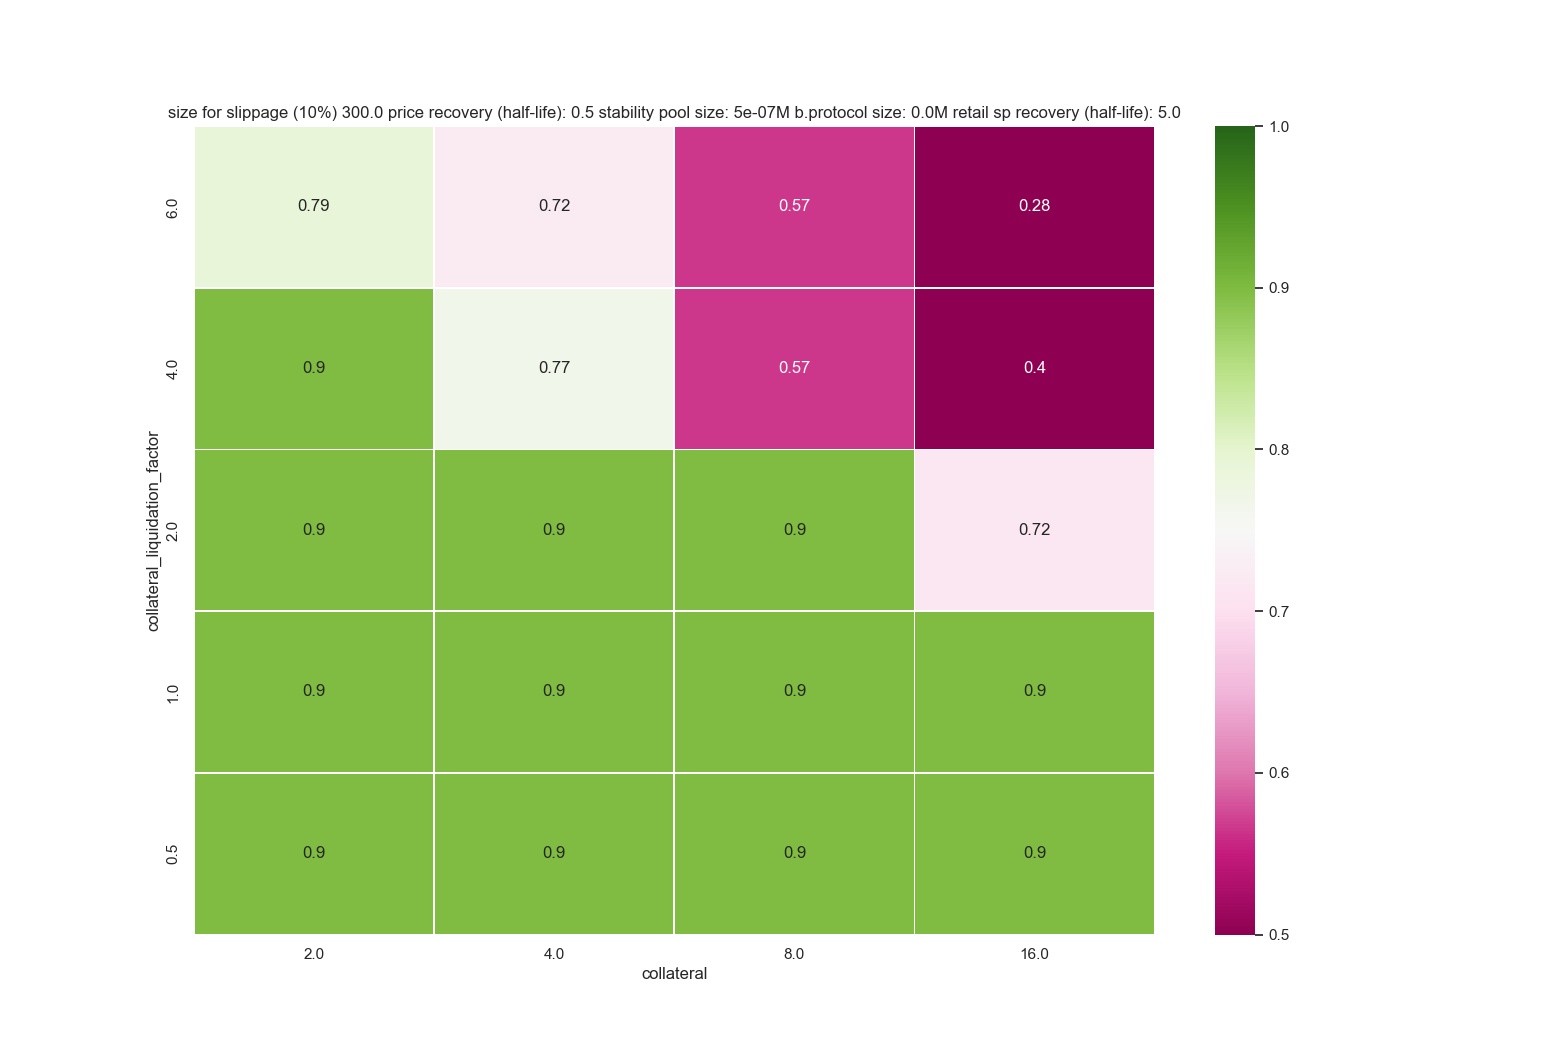 size for slippage (10%) 300.0 price recovery (half-life): 0.5 stability pool size: 5e-07M b.protocol size: 0.0M retail sp recovery (half-life): 5.0
collateral_liquidation_factor
6.0
0.79 0.72 0.57 0.28
4.0
0.9 0.77 0.57 0.4
2.0
0.9 0.9 0.9 0.72
1.0
0.9 0.9 0.9 0.9
0.5
0.9 0.9 0.9 0.9
2.0 4.0 8.0 16.0
collateral
1.0
0.9
0.8
0.7
0.6
0.5